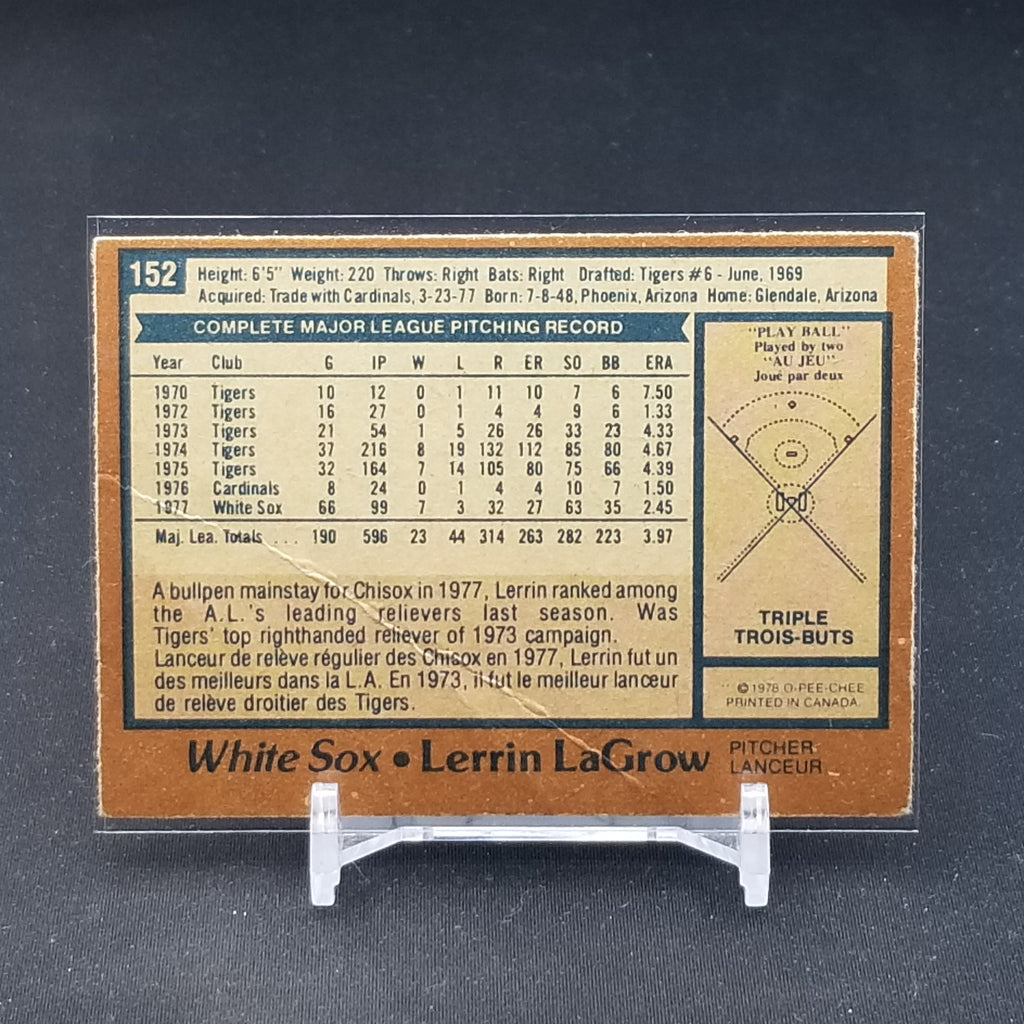 152
Height: 6'5" Weight: 220 Throws: Right Bats: Right Drafted: Tigers #6 - June, 1969
Acquired: Trade with Cardinals, 3-23-77 Born: 7-8-48, Phoenix, Arizona Home: Glendale, Arizona
COMPLETE MAJOR LEAGUE PITCHING RECORD
Year Club G IP W L R ER SO BB ERA
1970 Tigers 10 12 0 1 11 10 7 6 7.50
1972 Tigers 16 27 0 1 4 4 9 6 1.33
1973 Tigers 21 54 1 5 26 26 33 23 4.33
1974 Tigers 37 216 8 19 132 112 85 80 4.67
1975 Tigers 32 164 7 14 105 80 75 66 4.39
1976 Cardinals 8 24 0 1 4 4 10 7 1.50
1977 White Sox 66 99 7 3 32 27 63 35 2.45
Maj. Lea. Totals . . . 190 596 23 44 314 263 282 223 3.97
A bullpen mainstay for Chisox in 1977, Lerrin ranked among
the A.L.'s leading relievers last season. Was
Tigers' top righthanded reliever of 1973 campaign.
Lanceur de relève régulier des Chisox en 1977, Lerrin fut un
des meilleurs dans la L.A. En 1973, il fut le meilleur lanceur
de relève droitier des Tigers.
"PLAY BALL"
Played by two
"AU JEU"
Joué par deux
TRIPLE
TROIS-BUTS
© 1978 O-PEE-CHEE
PRINTED IN CANADA
White Sox • Lerrin LaGrow
PITCHER
LANCEUR